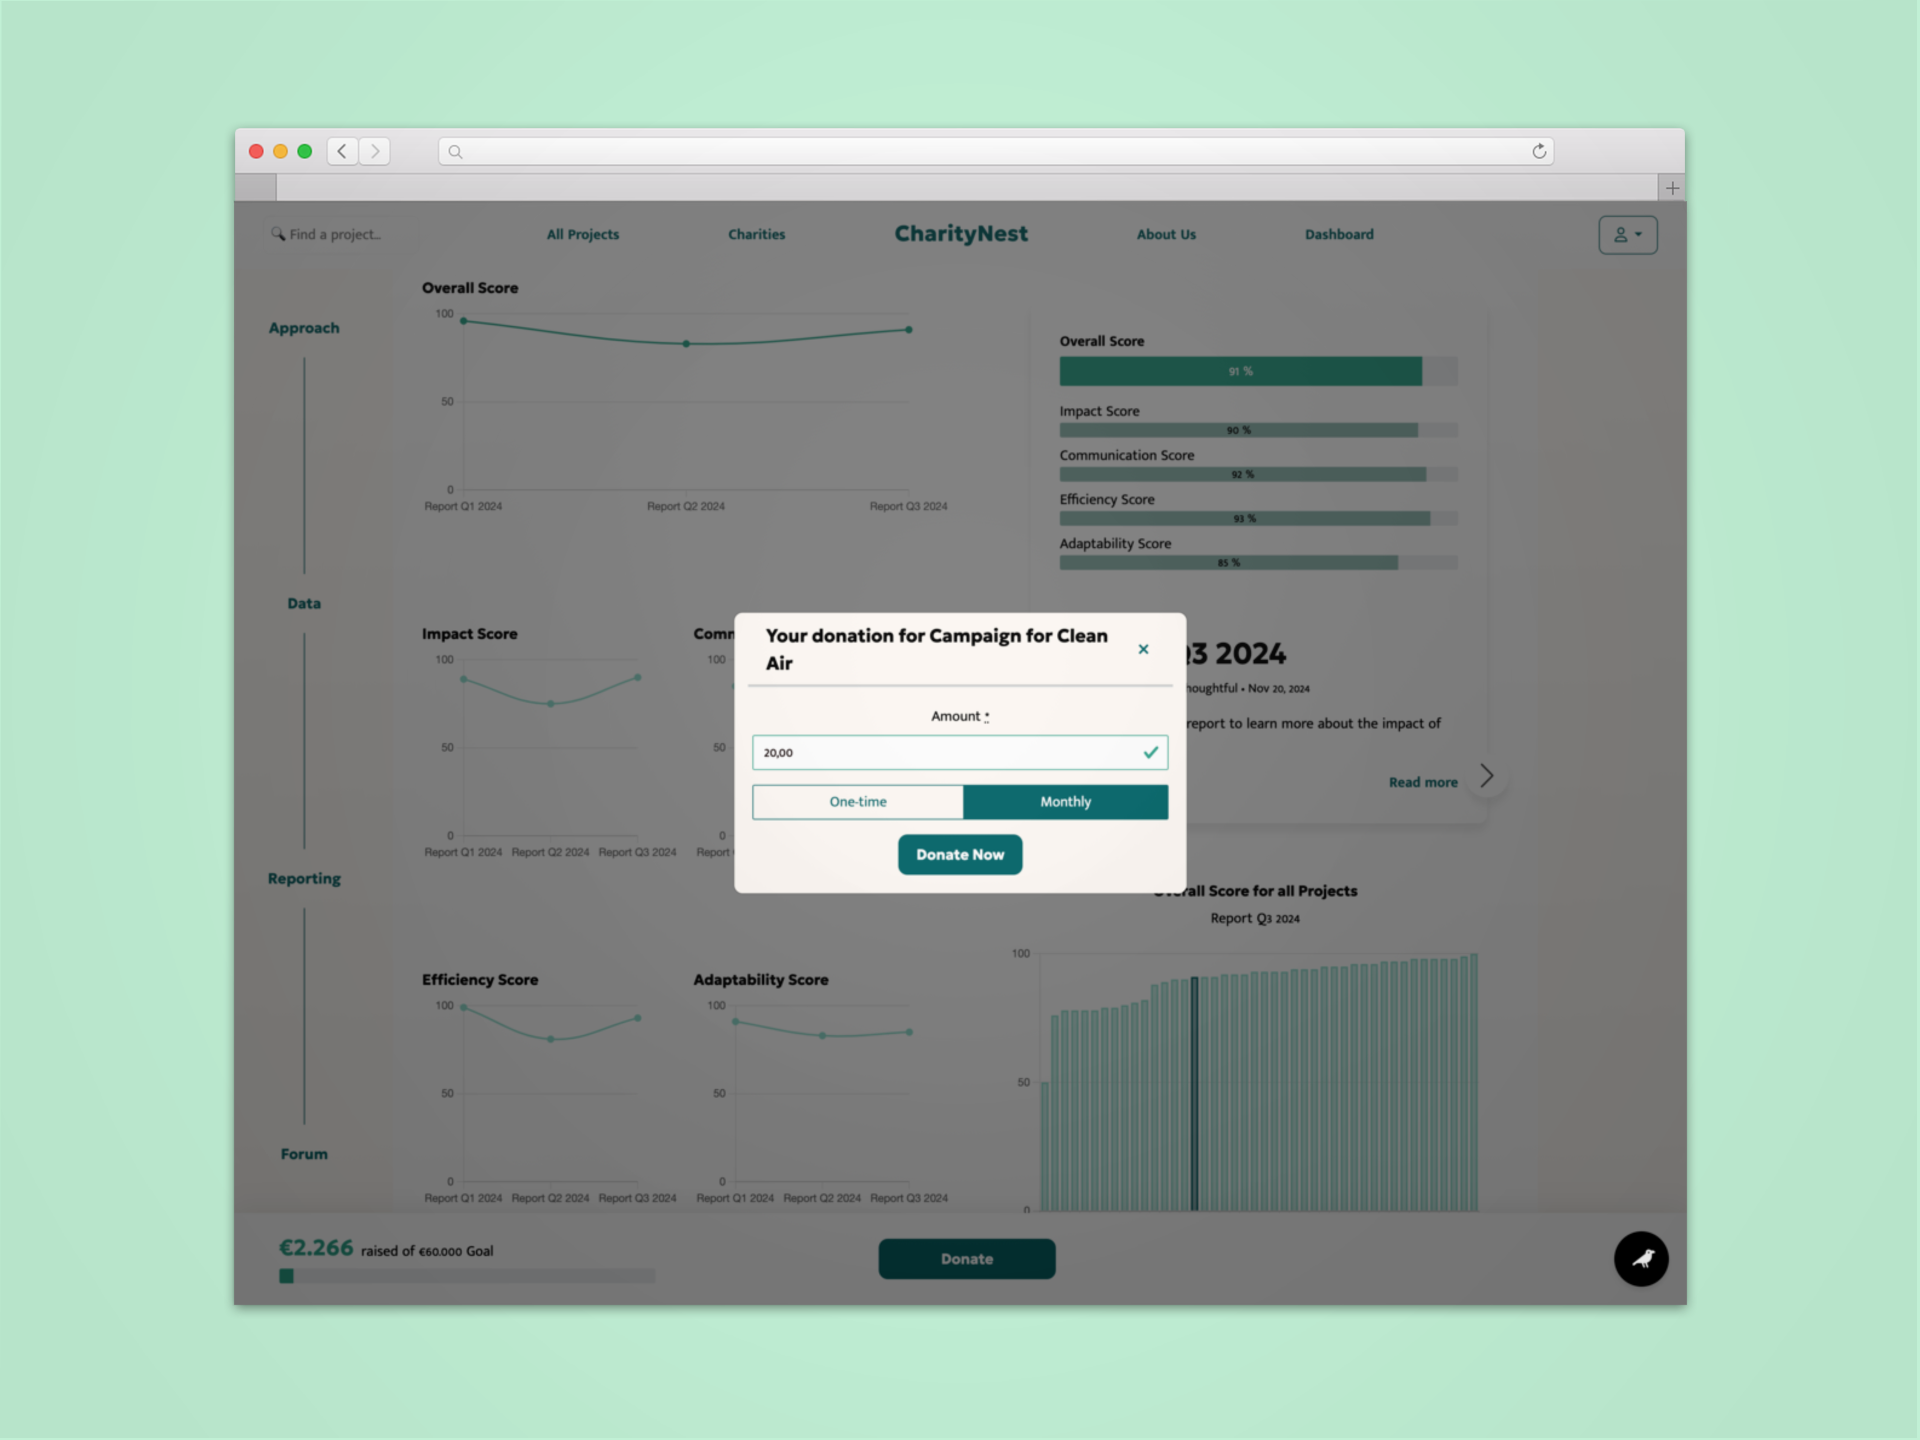 Find a project...
All Projects
Charities
CharityNest
About Us
Dashboard
Approach
Data
Reporting
Forum
Overall Score
100
50
0
Report Q1 2024
Report Q2 2024
Report Q3 2024
Overall Score
91 %
Impact Score
90 %
Communication Score
92 %
Efficiency Score
93 %
Adaptability Score
85 %
Impact Score
100
50
0
Report Q1 2024
Report Q2 2024
Report Q3 2024
100
50
0
Report
Your donation for Campaign for Clean
Air
×
Amount *
20,00
One-time
Monthly
Donate Now
2024
Nov 20, 2024
report to learn more about the impact of
Read more
Efficiency Score
100
50
0
Report Q1 2024
Report Q2 2024
Report Q3 2024
Adaptability Score
100
50
0
Report Q1 2024
Report Q2 2024
Report Q3 2024
Overall Score for all Projects
Report Q3 2024
100
50
0
€2.266 raised of €60.000 Goal
Donate